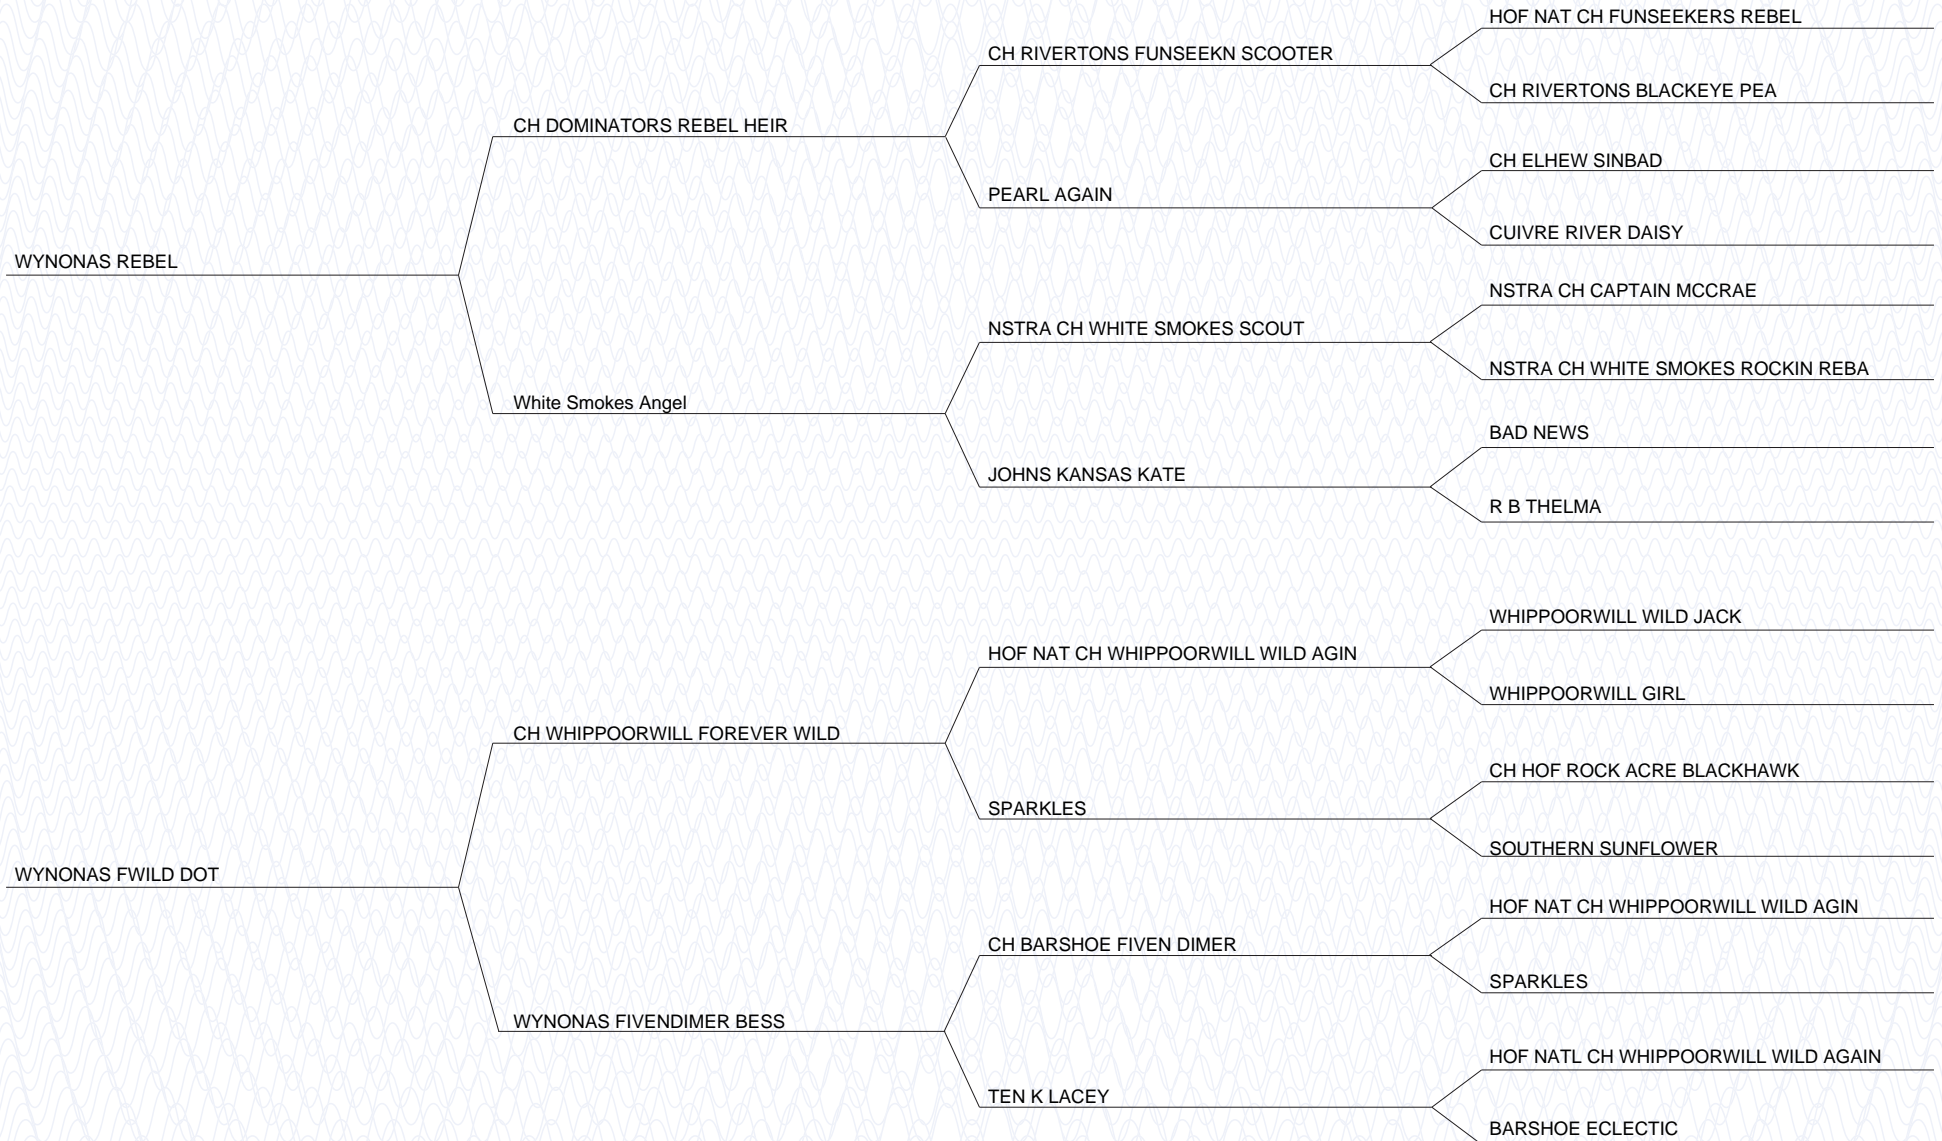 HOF NAT CH FUNSEEKERS REBEL
CH RIVERTONS FUNSEEKN SCOOTER
CH RIVERTONS BLACKEYE PEA
CH DOMINATORS REBEL HEIR
CH ELHEW SINBAD
PEARL AGAIN
CUIVRE RIVER DAISY
WYNONAS REBEL
NSTRA CH CAPTAIN MCCRAE
NSTRA CH WHITE SMOKES SCOUT
NSTRA CH WHITE SMOKES ROCKIN REBA
White Smokes Angel
BAD NEWS
JOHNS KANSAS KATE
R B THELMA
WHIPPOORWILL WILD JACK
HOF NAT CH WHIPPOORWILL WILD AGIN
WHIPPOORWILL GIRL
CH WHIPPOORWILL FOREVER WILD
CH HOF ROCK ACRE BLACKHAWK
SPARKLES
SOUTHERN SUNFLOWER
WYNONAS FWILD DOT
HOF NAT CH WHIPPOORWILL WILD AGIN
CH BARSHOE FIVEN DIMER
SPARKLES
WYNONAS FIVENDIMER BESS
HOF NATL CH WHIPPOORWILL WILD AGAIN
TEN K LACEY
BARSHOE ECLECTIC